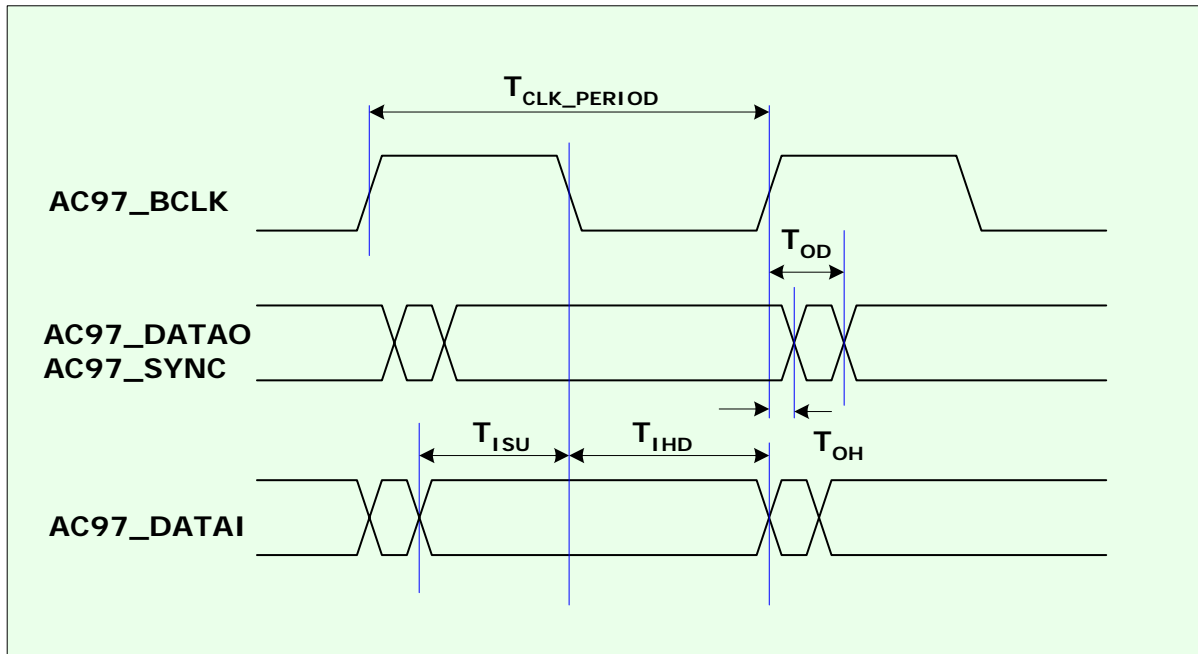 TCLK_PERIOD
AC97_BCLK
TOD
AC97_DATAO
AC97_SYNC
TISU
TIHD
TOH
AC97_DATAI